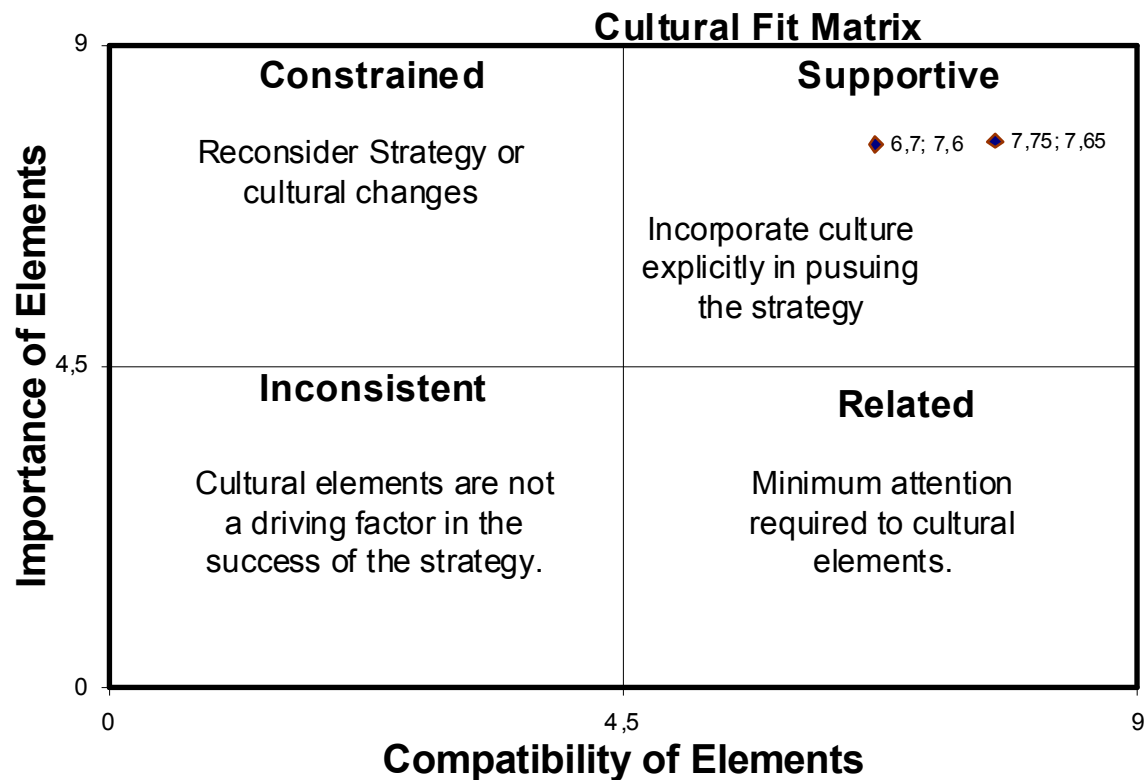 Cultural Fit Matrix
9
Constrained
Supportive
Reconsider Strategy or
cultural changes
6,7; 7,6
7,75; 7,65
Incorporate culture
explicitly in pusuing
the strategy
Importance of Elements
4,5
Inconsistent
Related
Cultural elements are not
a driving factor in the
success of the strategy.
Minimum attention
required to cultural
elements.
0
0
4,5
9
Compatibility of Elements